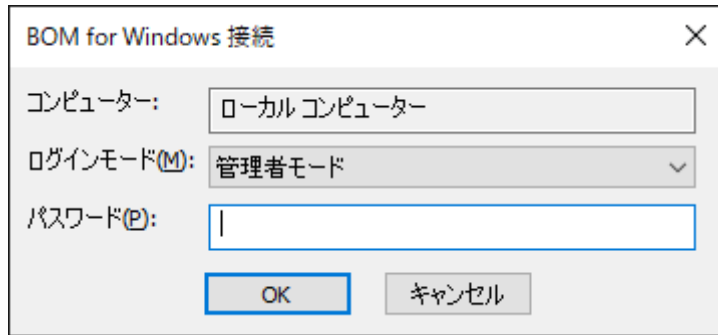 BOM for Windows 接続
コンピューター: ローカル コンピューター
ログインモード(M): 管理者モード
パスワード(P):
OK キャンセル